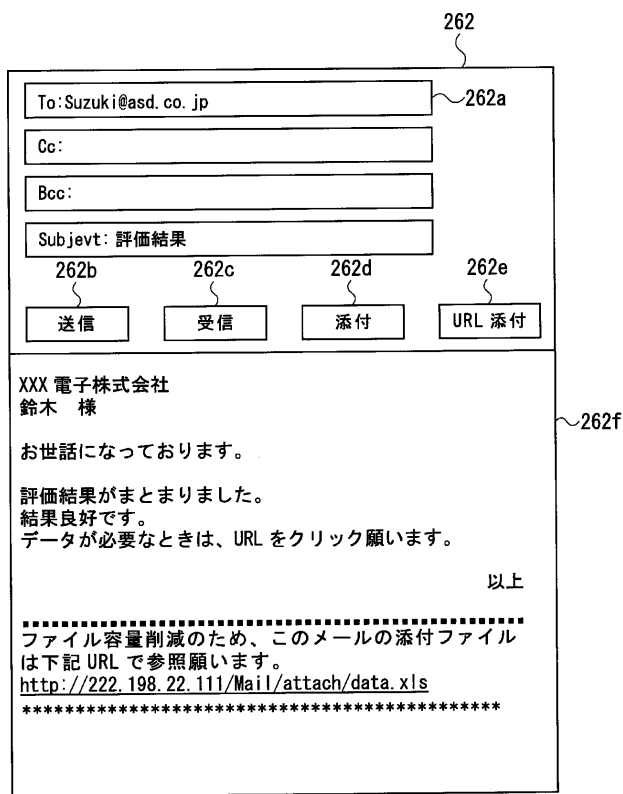 262
To:Suzuki@asd.co.jp
262a
Cc:
Bcc:
Subjevt: 評価結果
262b 262c 262d 262e
送信 受信 添付 URL 添付
XXX 電子株式会社
鈴木　様
262f
お世話になっております。
評価結果がまとまりました。
結果良好です。
データが必要なときは、URL をクリック願います。
以上
ファイル容量削減のため、このメールの添付ファイル
は下記 URL で参照願います。
http://222.198.22.111/Mail/attach/data.xls
********************************************